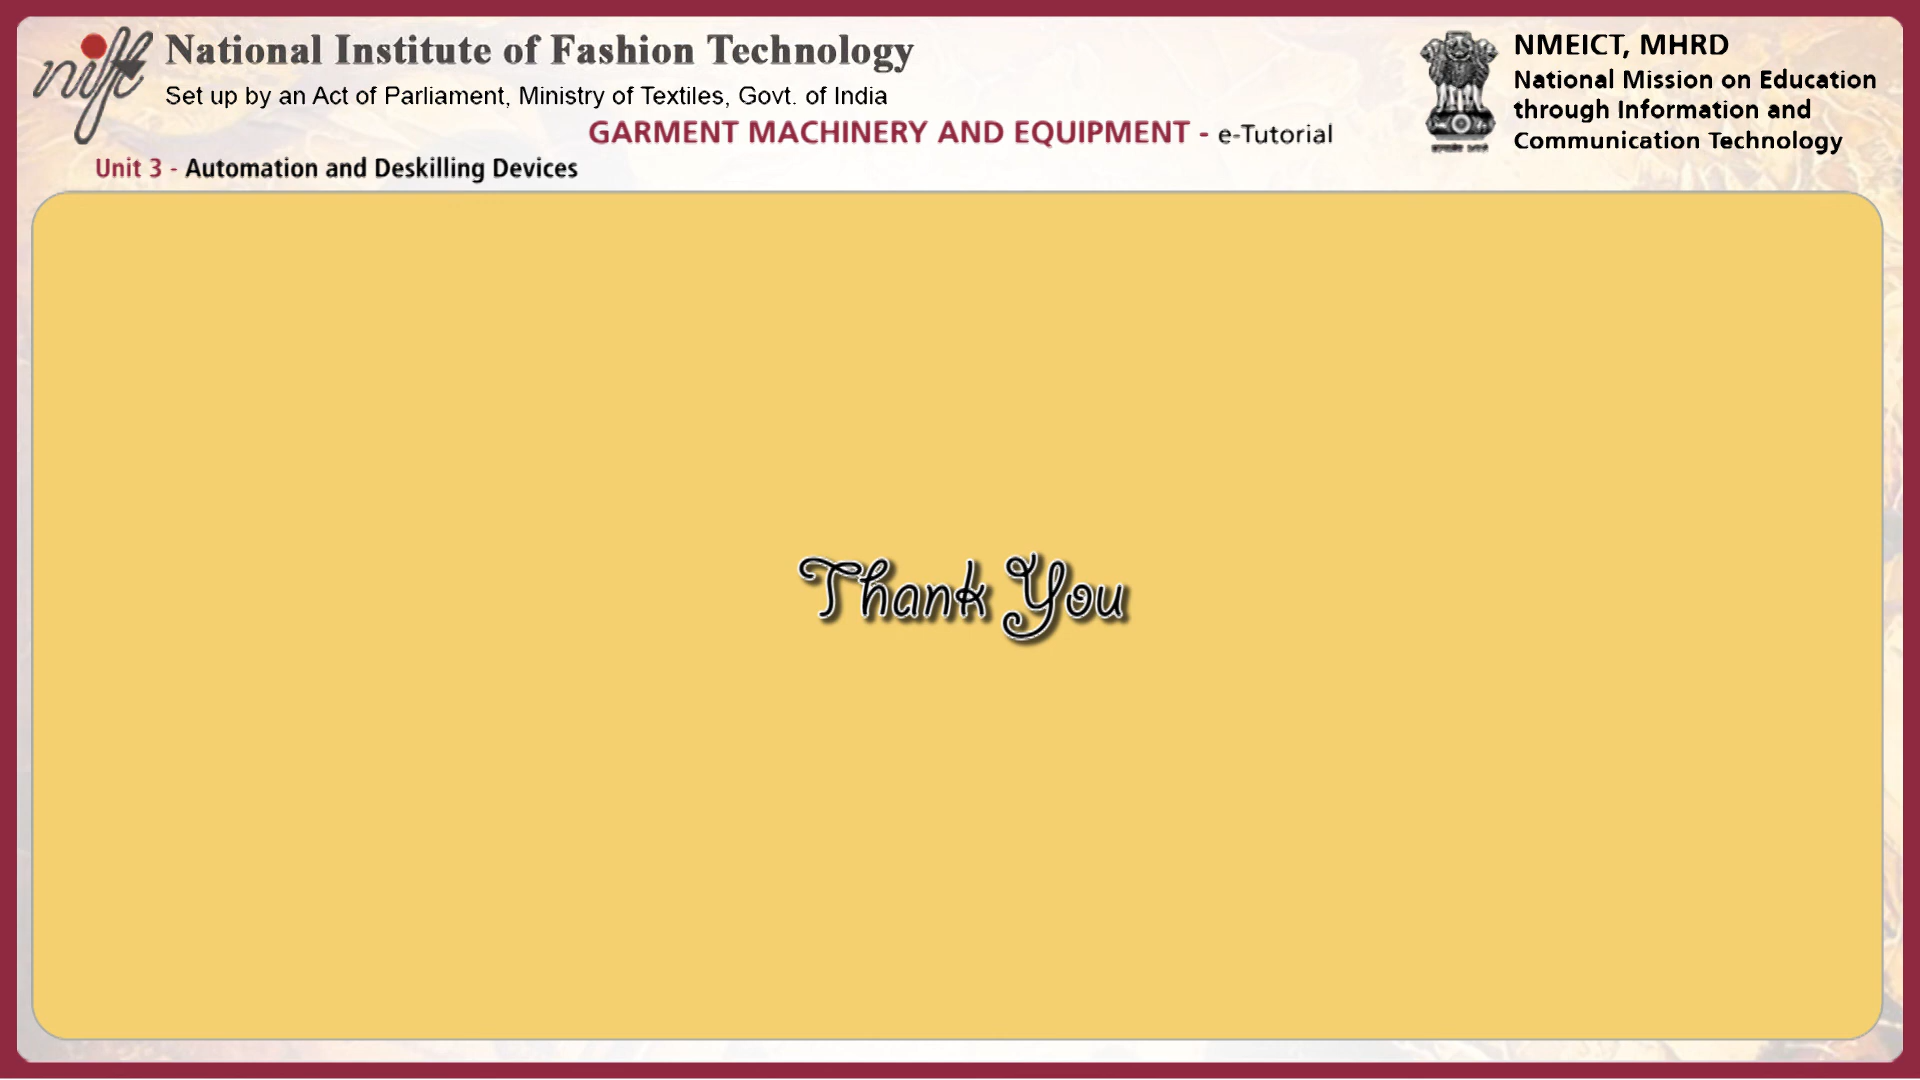 nift
National Institute of Fashion Technology
Set up by an Act of Parliament, Ministry of Textiles, Govt. of India
GARMENT MACHINERY AND EQUIPMENT - e-Tutorial
Unit 3 - Automation and Deskilling Devices
NMEICT, MHRD
National Mission on Education
through Information and
Communication Technology
Thank You